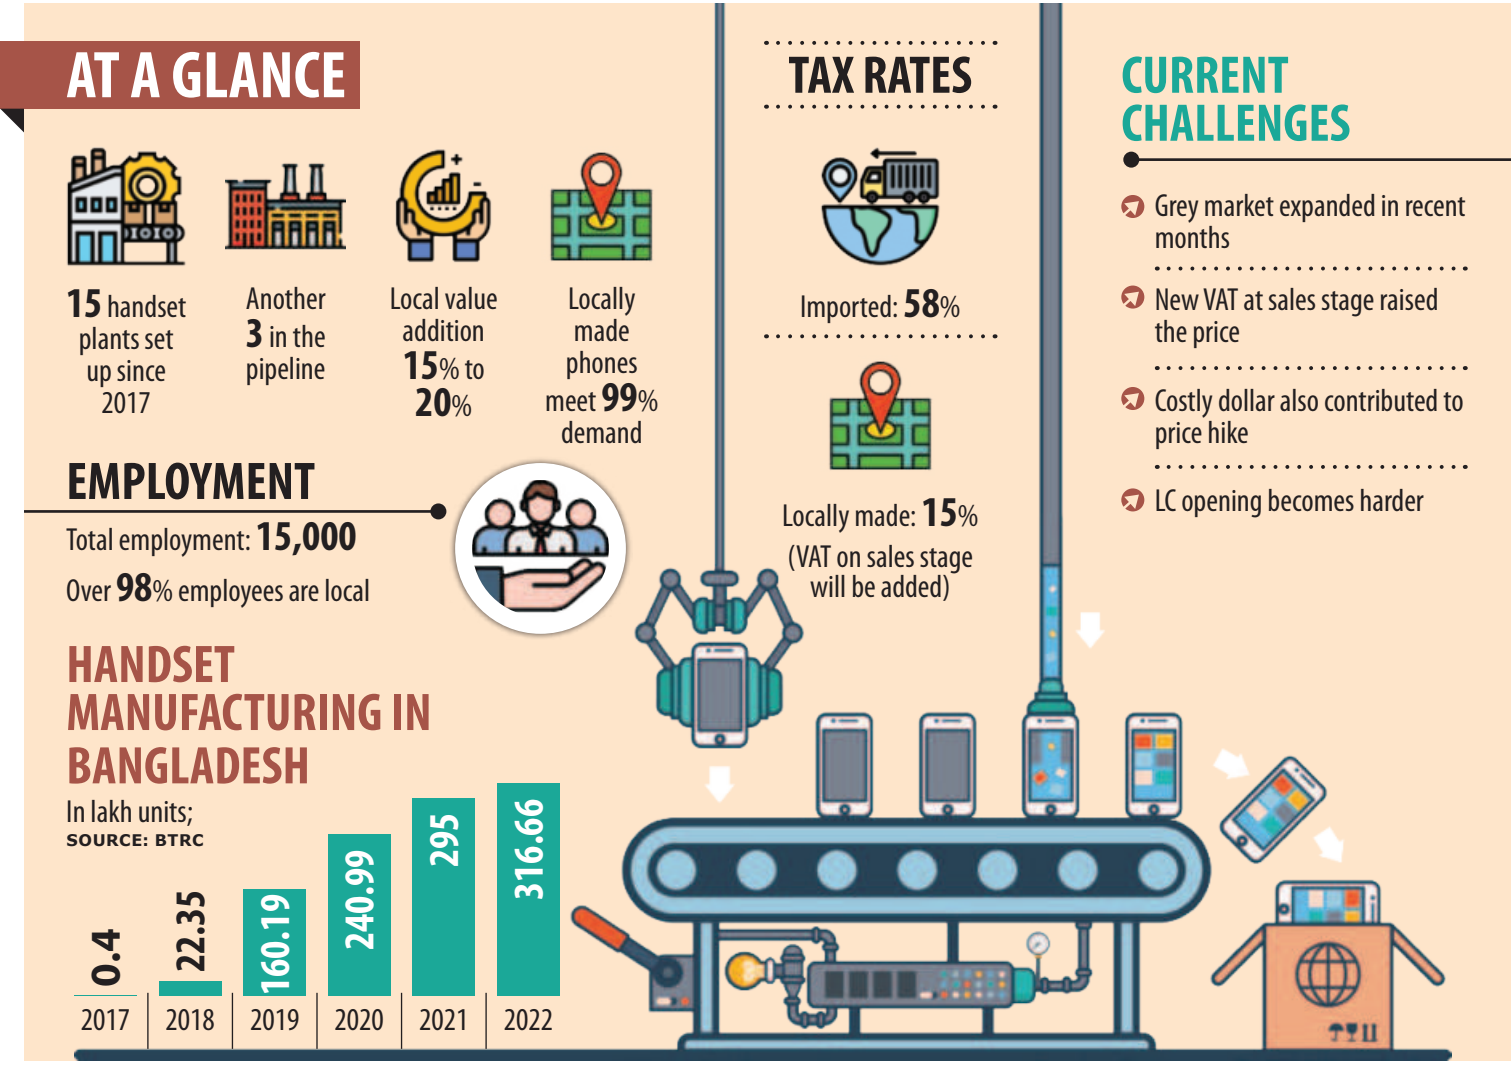 AT A GLANCE
15 handset
plants set
up since
2017
Another
3 in the
pipeline
Local value
addition
15% to
20%
Locally
made
phones
meet 99%
demand
EMPLOYMENT
Total employment: 15,000
Over 98% employees are local
HANDSET
MANUFACTURING IN
BANGLADESH
In lakh units;
SOURCE: BTRC
0.4
22.35
160.19
240.99
295
316.66
2017
2018
2019
2020
2021
2022
TAX RATES
Imported: 58%
Locally made: 15%
(VAT on sales stage
will be added)
CURRENT
CHALLENGES
Grey market expanded in recent
months
New VAT at sales stage raised
the price
Costly dollar also contributed to
price hike
LC opening becomes harder